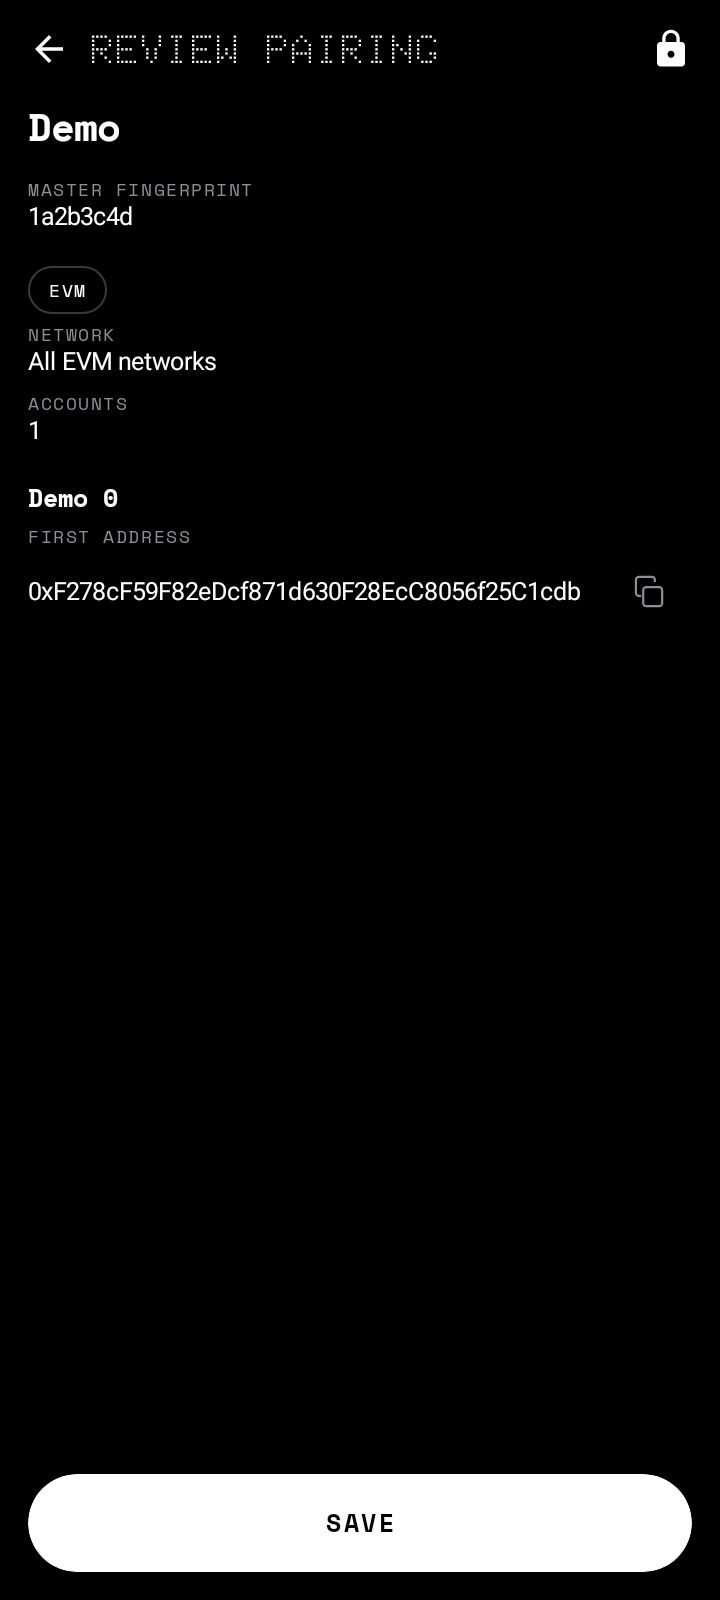 REVIEW PAIRING
Demo
MASTER FINGERPRINT
1a2b3c4d
EVM
NETWORK
All EVM networks
ACCOUNTS
1
Demo 0
FIRST ADDRESS
0xF278cF59F82eDcf871d630F28EcC8056f25C1cdb
SAVE